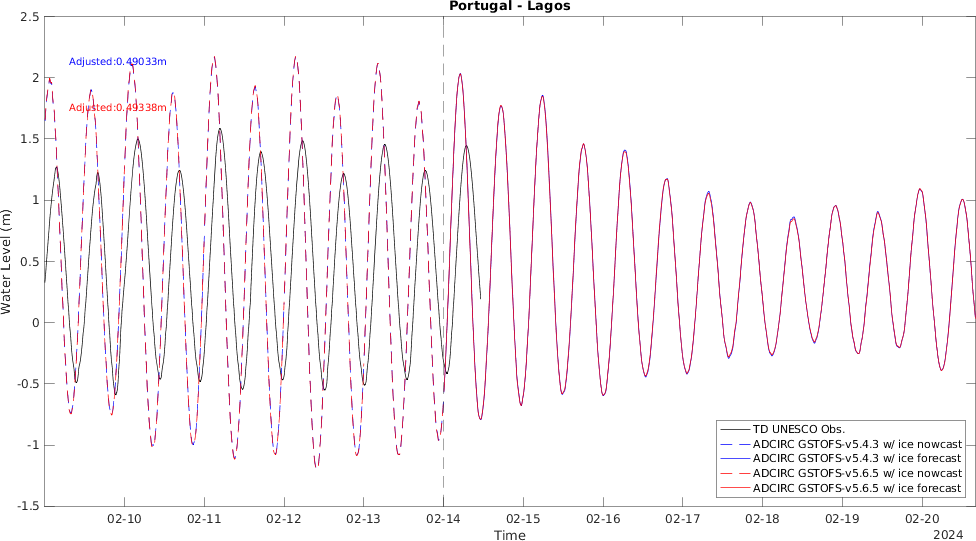 Portugal - Lagos
2.5
2
1.5
1
0.5
0
-0.5
-1
-1.5
Water Level (m)
Adjusted:0.49033m
Adjusted:0.49338m
TD UNESCO Obs.
ADCIRC GSTOFS-v5.4.3 w/ ice nowcast
ADCIRC GSTOFS-v5.4.3 w/ ice forecast
ADCIRC GSTOFS-v5.6.5 w/ ice nowcast
ADCIRC GSTOFS-v5.6.5 w/ ice forecast
02-10 02-11 02-12 02-13 02-14 02-15 02-16 02-17 02-18 02-19 02-20
Time
2024